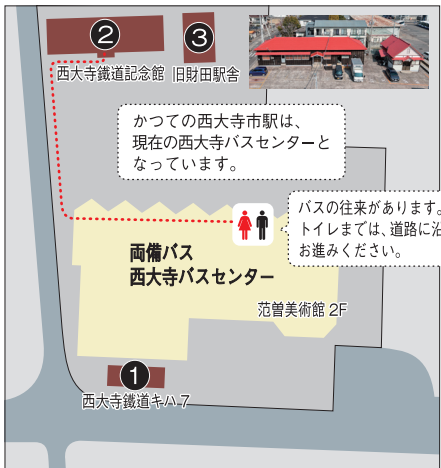 2
3
西大寺鐵道記念館
旧財田駅舎
かつての西大寺市駅は、
現在の西大寺バスセンターと
なっています。
バスの往来があります。
トイレまでは、道路に沿
お進みください。
両備バス
西大寺バスセンター
范曽美術館 2F
1
西大寺鐵道キハ7